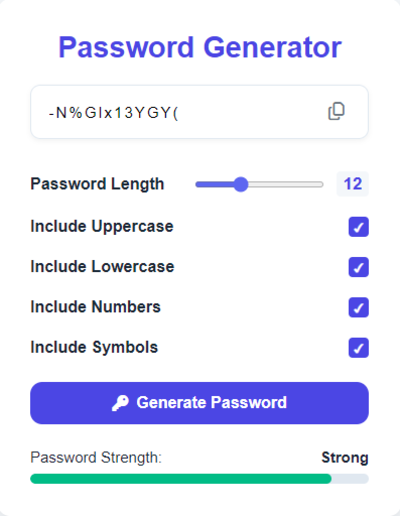 Password Generator
-N%GIx13YGY(
Password Length 12
Include Uppercase
Include Lowercase
Include Numbers
Include Symbols
Generate Password
Password Strength: Strong